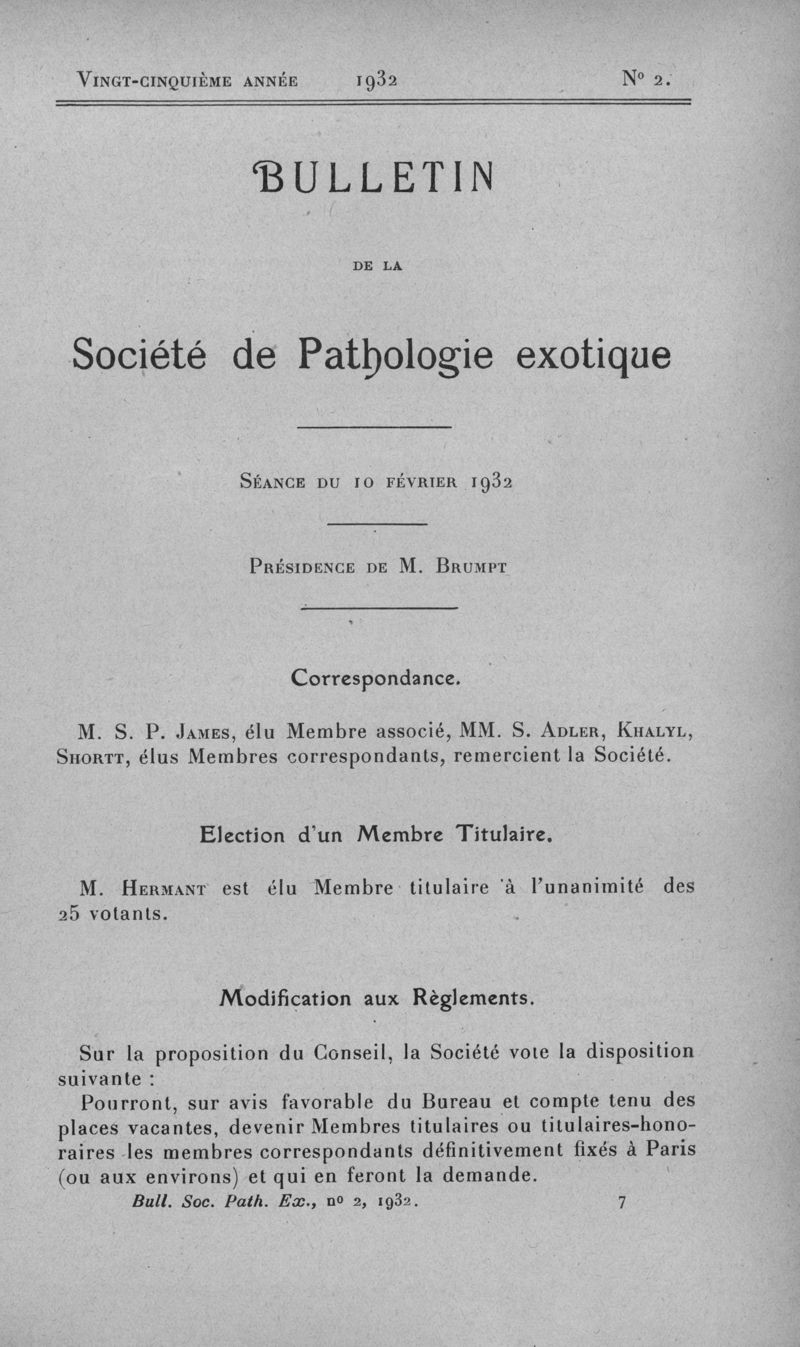 Vingt-cinquième année 1932 N° 2.
BULLETIN
DE LA
Société de Pathologie exotique
Séance du 10 février 1932
Présidence de M. Brumpt
Correspondance.
M. S. P. James, élu Membre associé, MM. S. Adler, Khalyl,
Shortt, élus Membres correspondants, remercient la Société.
Election d'un Membre Titulaire.
M. Hermant est élu Membre titulaire à l'unanimité des
25 votants.
Modification aux Règlements.
Sur la proposition du Conseil, la Société vote la disposition
suivante :
Pourront, sur avis favorable du Bureau et compte tenu des
places vacantes, devenir Membres titulaires ou titulaires-hono-
raires les membres correspondants définitivement fixés à Paris
(ou aux environs) et qui en feront la demande.
Bull. Soc. Path. Ex., n° 2, 1932. 7